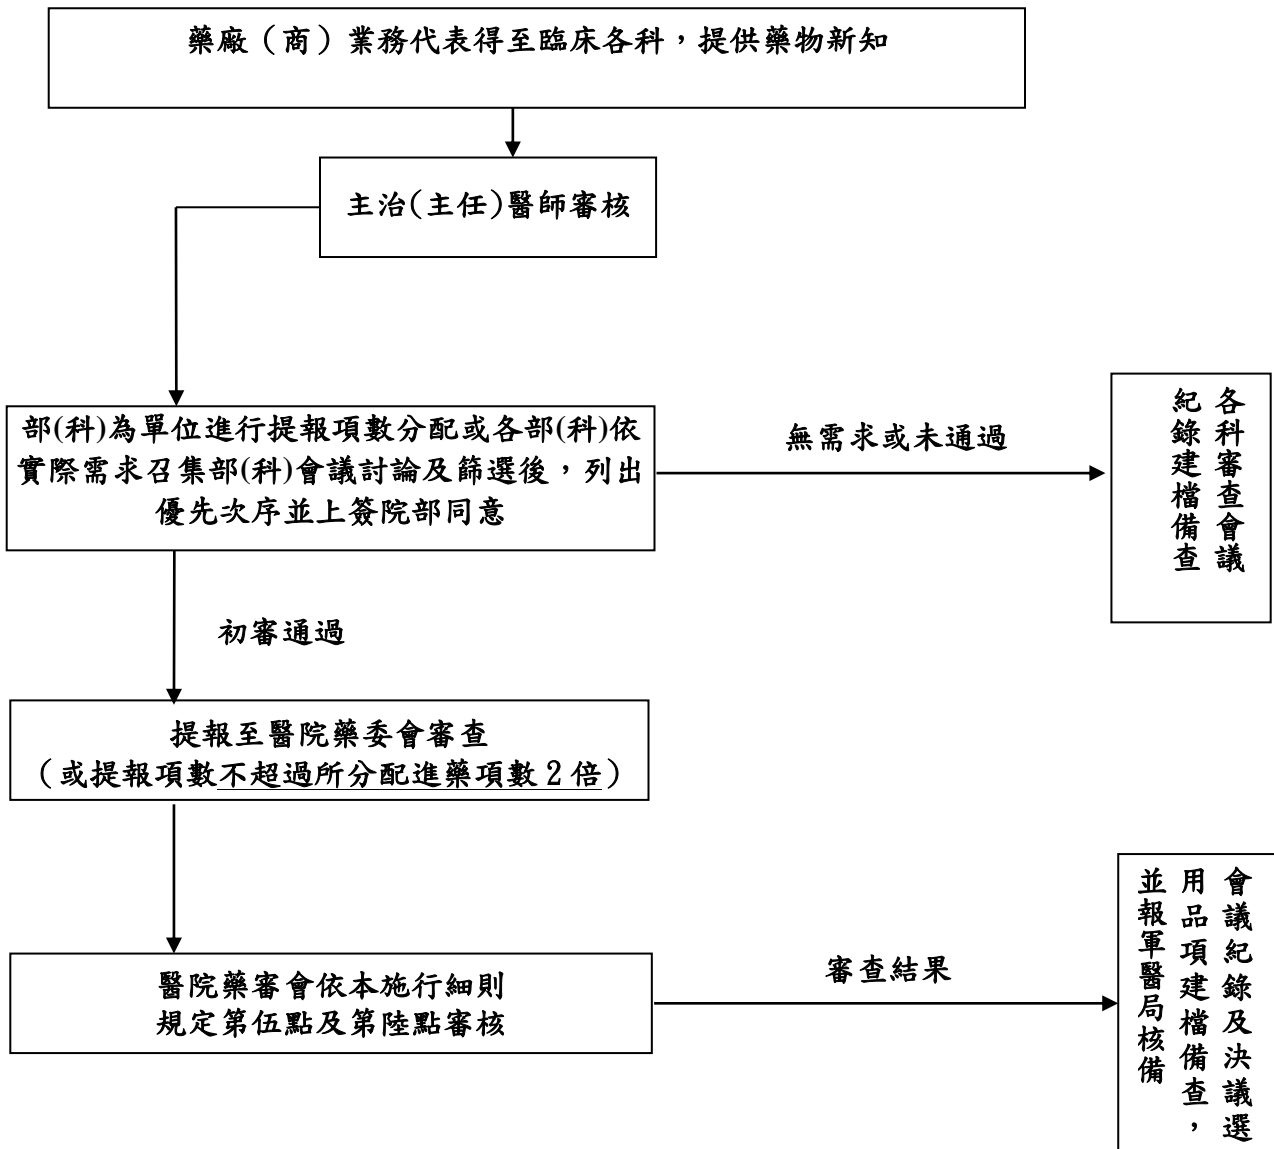 藥廠（商）業務代表得至臨床各科，提供藥物新知
主治(主任)醫師審核
部(科)為單位進行提報項數分配或各部(科)依
實際需求召集部(科)會議討論及篩選後，列出
優先次序並上簽院部同意
無需求或未通過
各科審查會議
紀錄建檔備查
初審通過
提報至醫院藥委會審查
（或提報項數不超過所分配進藥項數２倍）
醫院藥審會依本施行細則
規定第伍點及第陸點審核
審查結果
會議紀錄及決議選
用品項建檔備查，
並報軍醫局核備